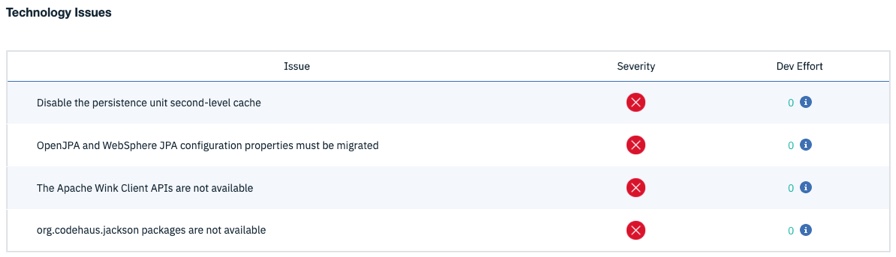 Technology Issues
Issue Severity Dev Effort
Disable the persistence unit second-level cache 0
OpenJPA and WebSphere JPA configuration properties must be migrated 0
The Apache Wink Client APIs are not available 0
org.codehaus.jackson packages are not available 0